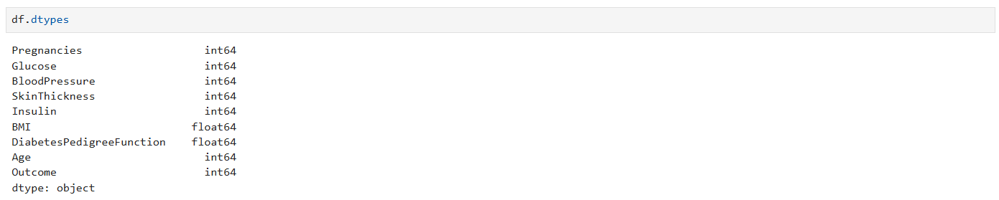 df.dtypes
Pregnancies int64
Glucose int64
BloodPressure int64
SkinThickness int64
Insulin int64
BMI float64
DiabetesPedigreeFunction float64
Age int64
Outcome int64
dtype: object